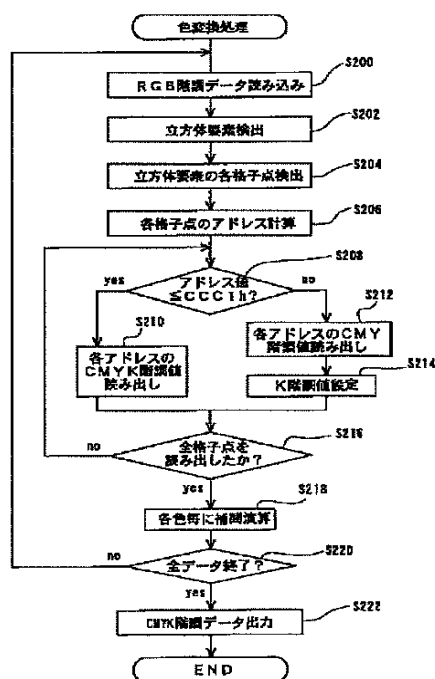 色変換処理
S200
RGB階調データ読み込み
S202
立方体要素検出
S204
立方体要素の各格子点検出
S206
各格子点のアドレス計算
S208
yes
アドレス値
≦CCC1h?
no
S210
各アドレスの
CMYK階調値
読み出し
S212
各アドレスのCMY
階調値読み出し
S214
K階調値設定
S216
no
全格子点を
読み出したか?
yes
S218
各色毎に補間演算
S220
no
全データ終了?
yes
S222
CMYK階調データ出力
END